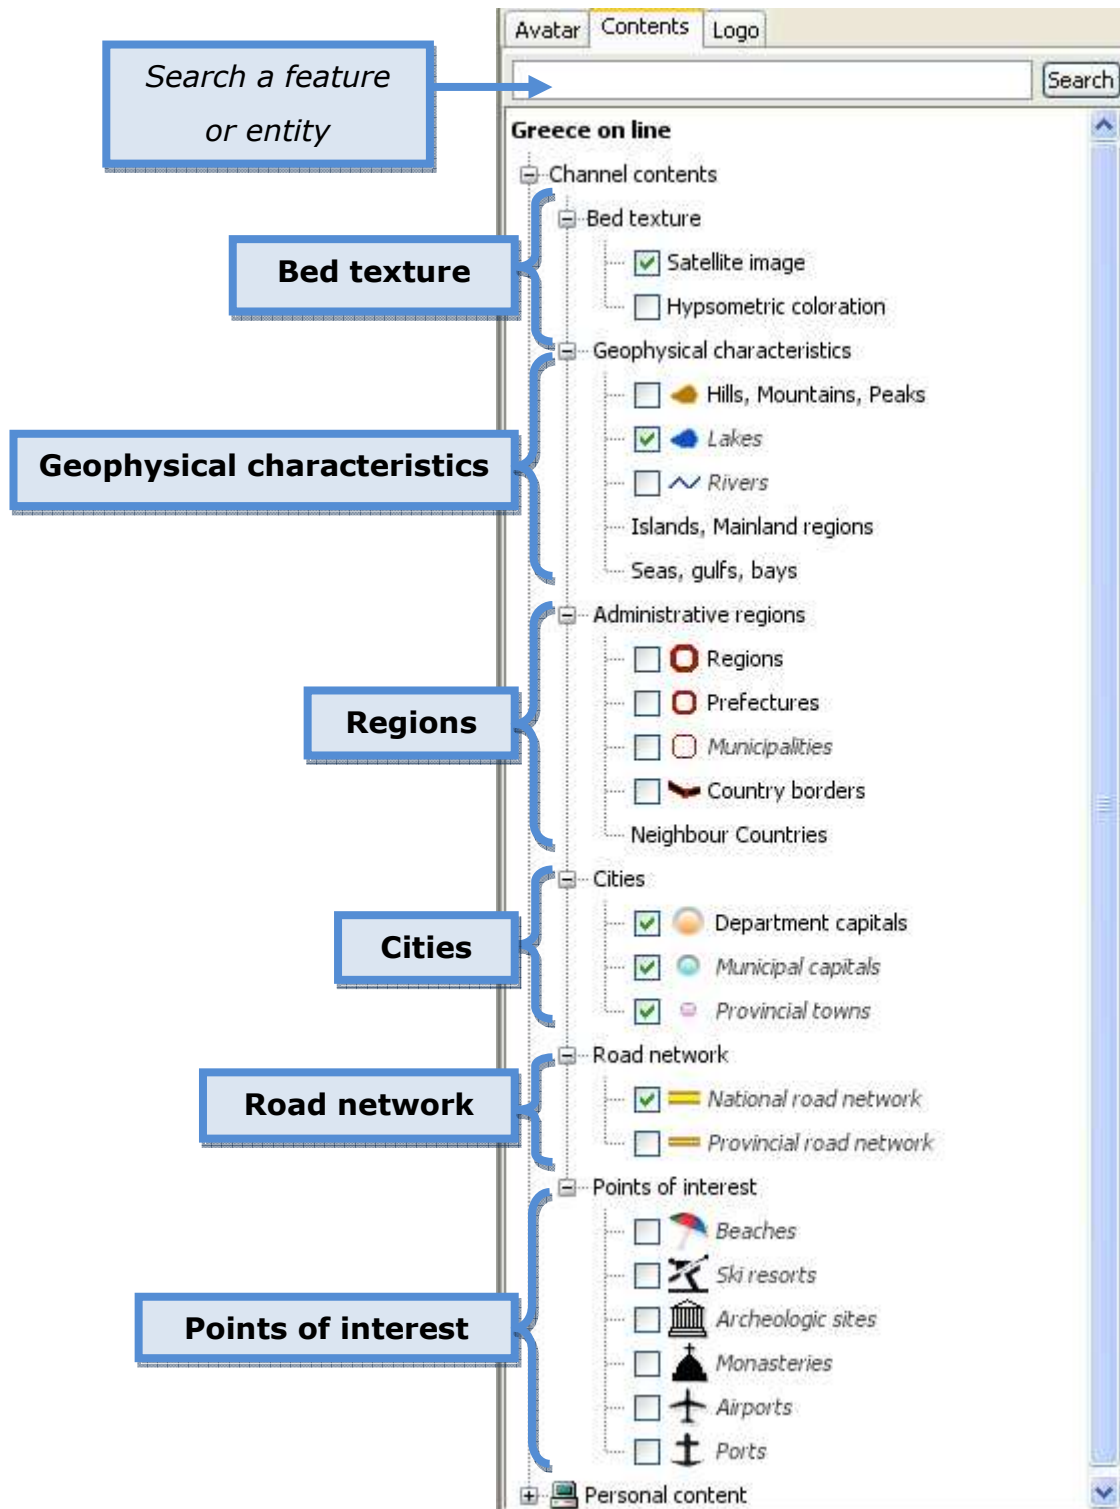 Avatar Contents Logo
Search a feature
or entity
Search
Greece on line
Channel contents
Bed texture
Bed texture
Satellite image
Hypsometric coloration
Geophysical characteristics
Geophysical characteristics
Hills, Mountains, Peaks
Lakes
Rivers
Islands, Mainland regions
Seas, gulfs, bays
Regions
Administrative regions
Regions
Prefectures
Municipalities
Country borders
Neighbour Countries
Cities
Cities
Department capitals
Municipal capitals
Provincial towns
Road network
Road network
National road network
Provincial road network
Points of interest
Points of interest
Beaches
Ski resorts
Archeologic sites
Monasteries
Airports
Ports
Personal content